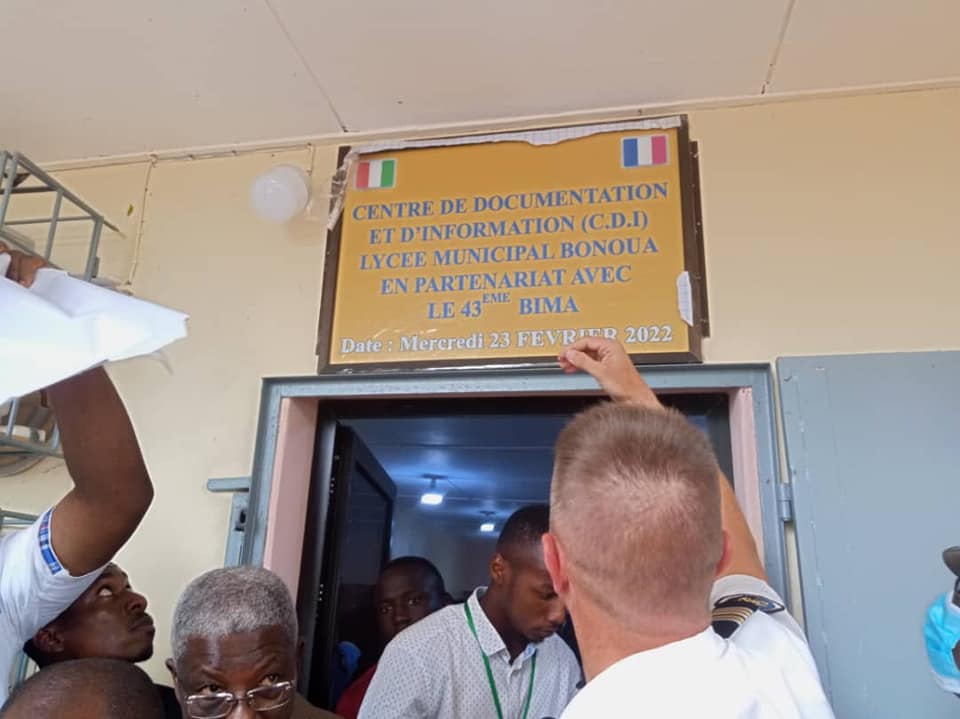 CENTRE DE DOCUMENTATION
ET D'INFORMATION (C.D.I)
LYCEE MUNICIPAL BONOUA
EN PARTENARIAT AVEC
LE 43EME BIMA
Date : Mercredi 23 FEVRIER 2022